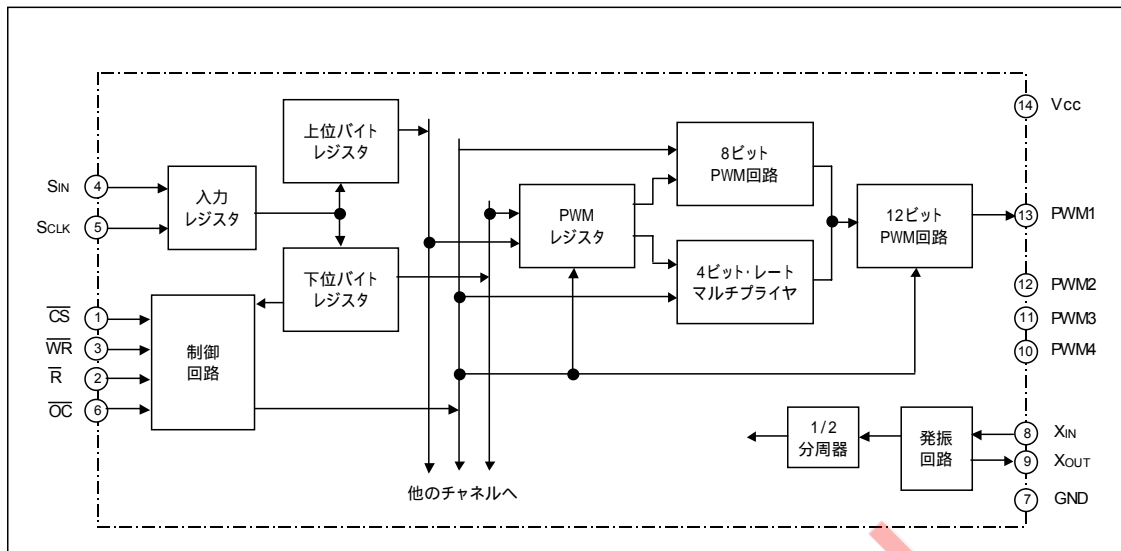 上位バイト
レジスタ
SIN
4
SCLK
5
入力
レジスタ
下位バイト
レジスタ
CS
1
WR
3
R
2
OC
6
制御
回路
PWM
レジスタ
8ビット
PWM回路
4ビット・レート
マルチプライヤ
12ビット
PWM回路
14
Vcc
13
PWM1
12
PWM2
11
PWM3
10
PWM4
1/2
分周器
発振
回路
8
XIN
9
XOUT
7
GND
他のチャネルへ